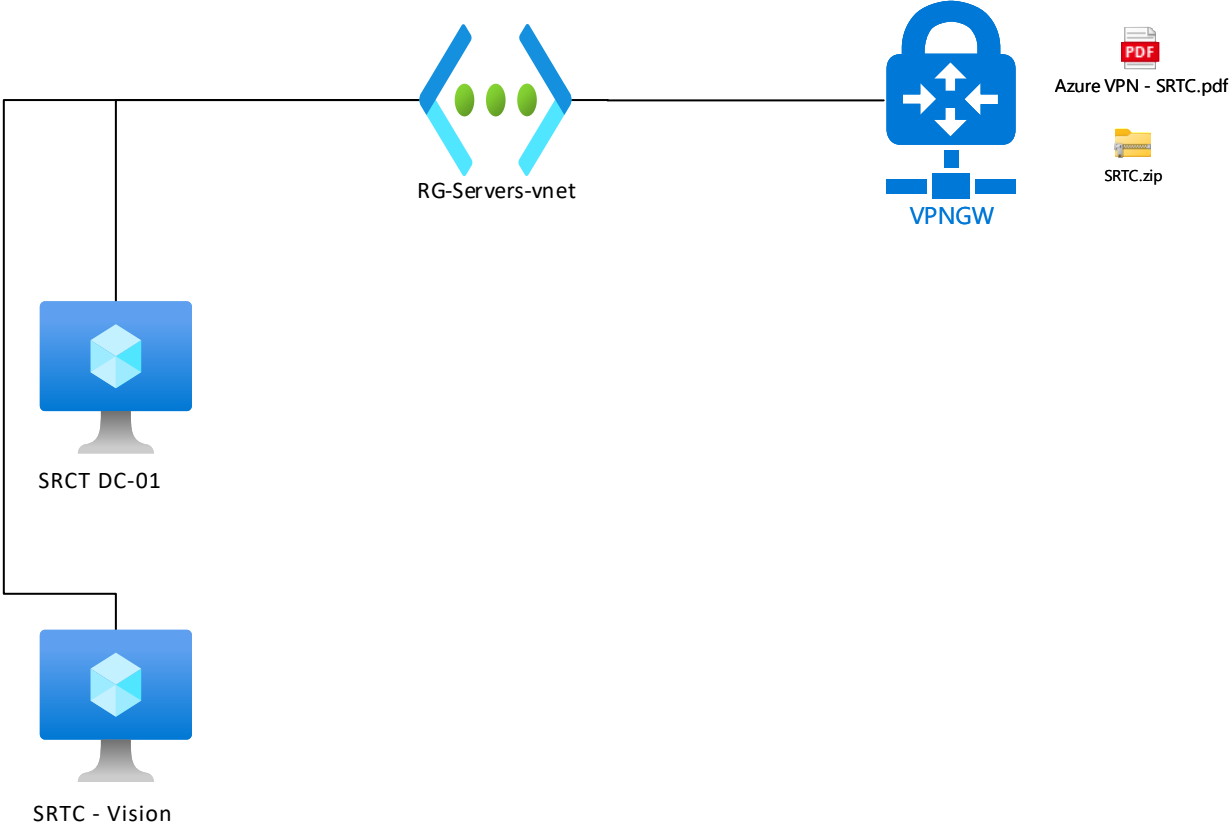 PDF
Azure VPN - SRTC.pdf
SRTC.zip
RG-Servers-vnet
VPNGW
SRCT DC-01
SRTC - Vision